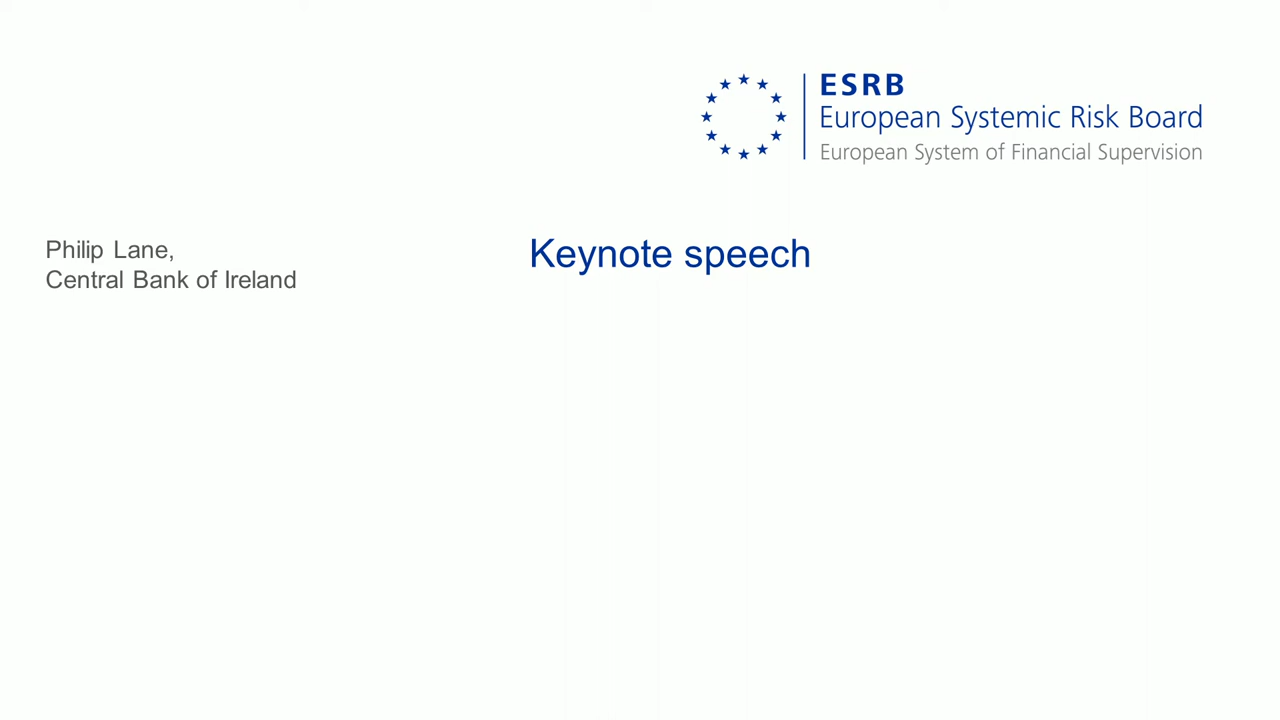 ESRB
European Systemic Risk Board
European System of Financial Supervision
Philip Lane,
Central Bank of Ireland
Keynote speech